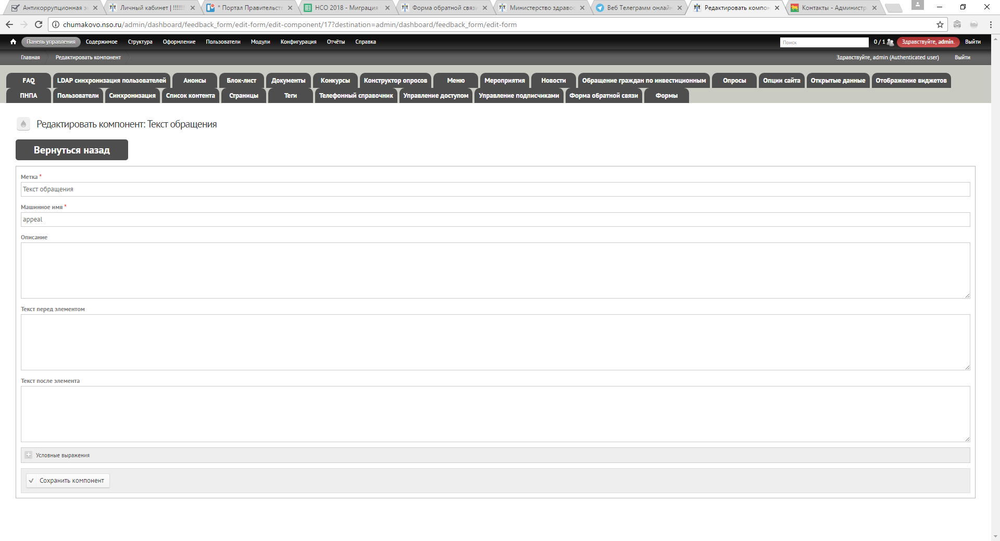 Антикоррупционная э
Личный кабинет | !!!!!!!
* Портал Правительст
НСО 2018 - Миграция
Форма обратной связи
Министерство здравоо
Веб Телеграмм онлайн
Редактировать компон
Контакты - Администр
chumakovo.nso.ru/admin/dashboard/feedback_form/edit-form/edit-component/17?destination=admin/dashboard/feedback_form/edit-form
Панель управления Содержимое Структура Оформление Пользователи Модули Конфигурация Отчёты Справка Поиск 0 / 1 Здравствуйте, admin. Выйти
Главная Редактировать компонент Здравствуйте, admin (Authenticated user) Выйти
FAQ LDAP синхронизация пользователей Анонсы Блок-лист Документы Конкурсы Конструктор опросов Меню Мероприятия Новости Обращение граждан по инвестиционным Опросы Опции сайта Открытые данные Отображение виджетов
ПНПА Пользователи Синхронизация Список контента Страницы Теги Телефонный справочник Управление доступом Управление подписчиками Форма обратной связи Формы
Редактировать компонент: Текст обращения
Вернуться назад
Метка *
Текст обращения
Машинное имя *
appeal
Описание
Текст перед элементом
Текст после элемента
Условные выражения
Сохранить компонент